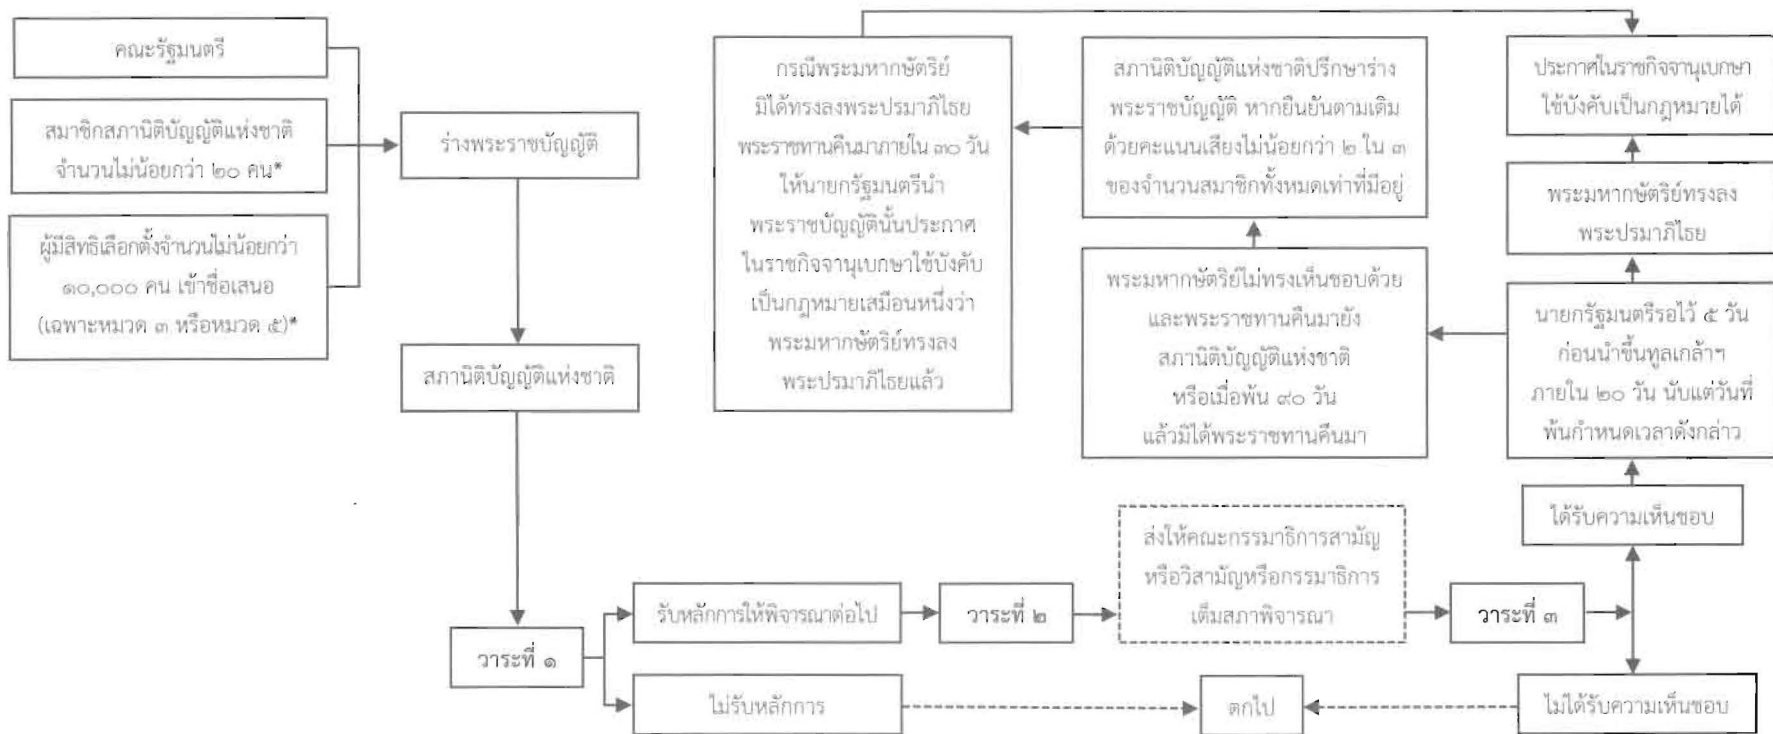 คณะรัฐมนตรี
สมาชิกสภานิติบัญญัติแห่งชาติ
จำนวนไม่น้อยกว่า ๒๐ คน*
ผู้มีสิทธิเลือกตั้งจำนวนไม่น้อยกว่า
๑๐,๐๐๐ คน เข้าชื่อเสนอ
(เฉพาะหมวด ๓ หรือหมวด ๕)*
ร่างพระราชบัญญัติ
สภานิติบัญญัติแห่งชาติ
วาระที่ ๑
รับหลักการให้พิจารณาต่อไป
ไม่รับหลักการ
วาระที่ ๒
ส่งให้คณะกรรมาธิการสามัญ
หรือวิสามัญหรือกรรมาธิการ
เต็มสภาพิจารณา
วาระที่ ๓
ตกไป
ไม่ได้รับความเห็นชอบ
ได้รับความเห็นชอบ
นายกรัฐมนตรีรอไว้ ๕ วัน
ก่อนนำขึ้นทูลเกล้าฯ
ภายใน ๒๐ วัน นับแต่วันที่
พ้นกำหนดเวลาดังกล่าว
พระมหากษัตริย์ทรงลง
พระปรมาภิไธย
ประกาศในราชกิจจานุเบกษา
ใช้บังคับเป็นกฎหมายได้
พระมหากษัตริย์ไม่ทรงเห็นชอบด้วย
และพระราชทานคืนมายัง
สภานิติบัญญัติแห่งชาติ
หรือเมื่อพ้น ๙๐ วัน
แล้วมิได้พระราชทานคืนมา
สภานิติบัญญัติแห่งชาติปรึกษาร่าง
พระราชบัญญัติ หากยืนยันตามเดิม
ด้วยคะแนนเสียงไม่น้อยกว่า ๒ ใน ๓
ของจำนวนสมาชิกทั้งหมดเท่าที่มีอยู่
กรณีพระมหากษัตริย์
มิได้ทรงลงพระปรมาภิไธย
พระราชทานคืนมาภายใน ๓๐ วัน
ให้นายกรัฐมนตรีนำ
พระราชบัญญัตินั้นประกาศ
ในราชกิจจานุเบกษาใช้บังคับ
เป็นกฎหมายเสมือนหนึ่งว่า
พระมหากษัตริย์ทรงลง
พระปรมาภิไธยแล้ว